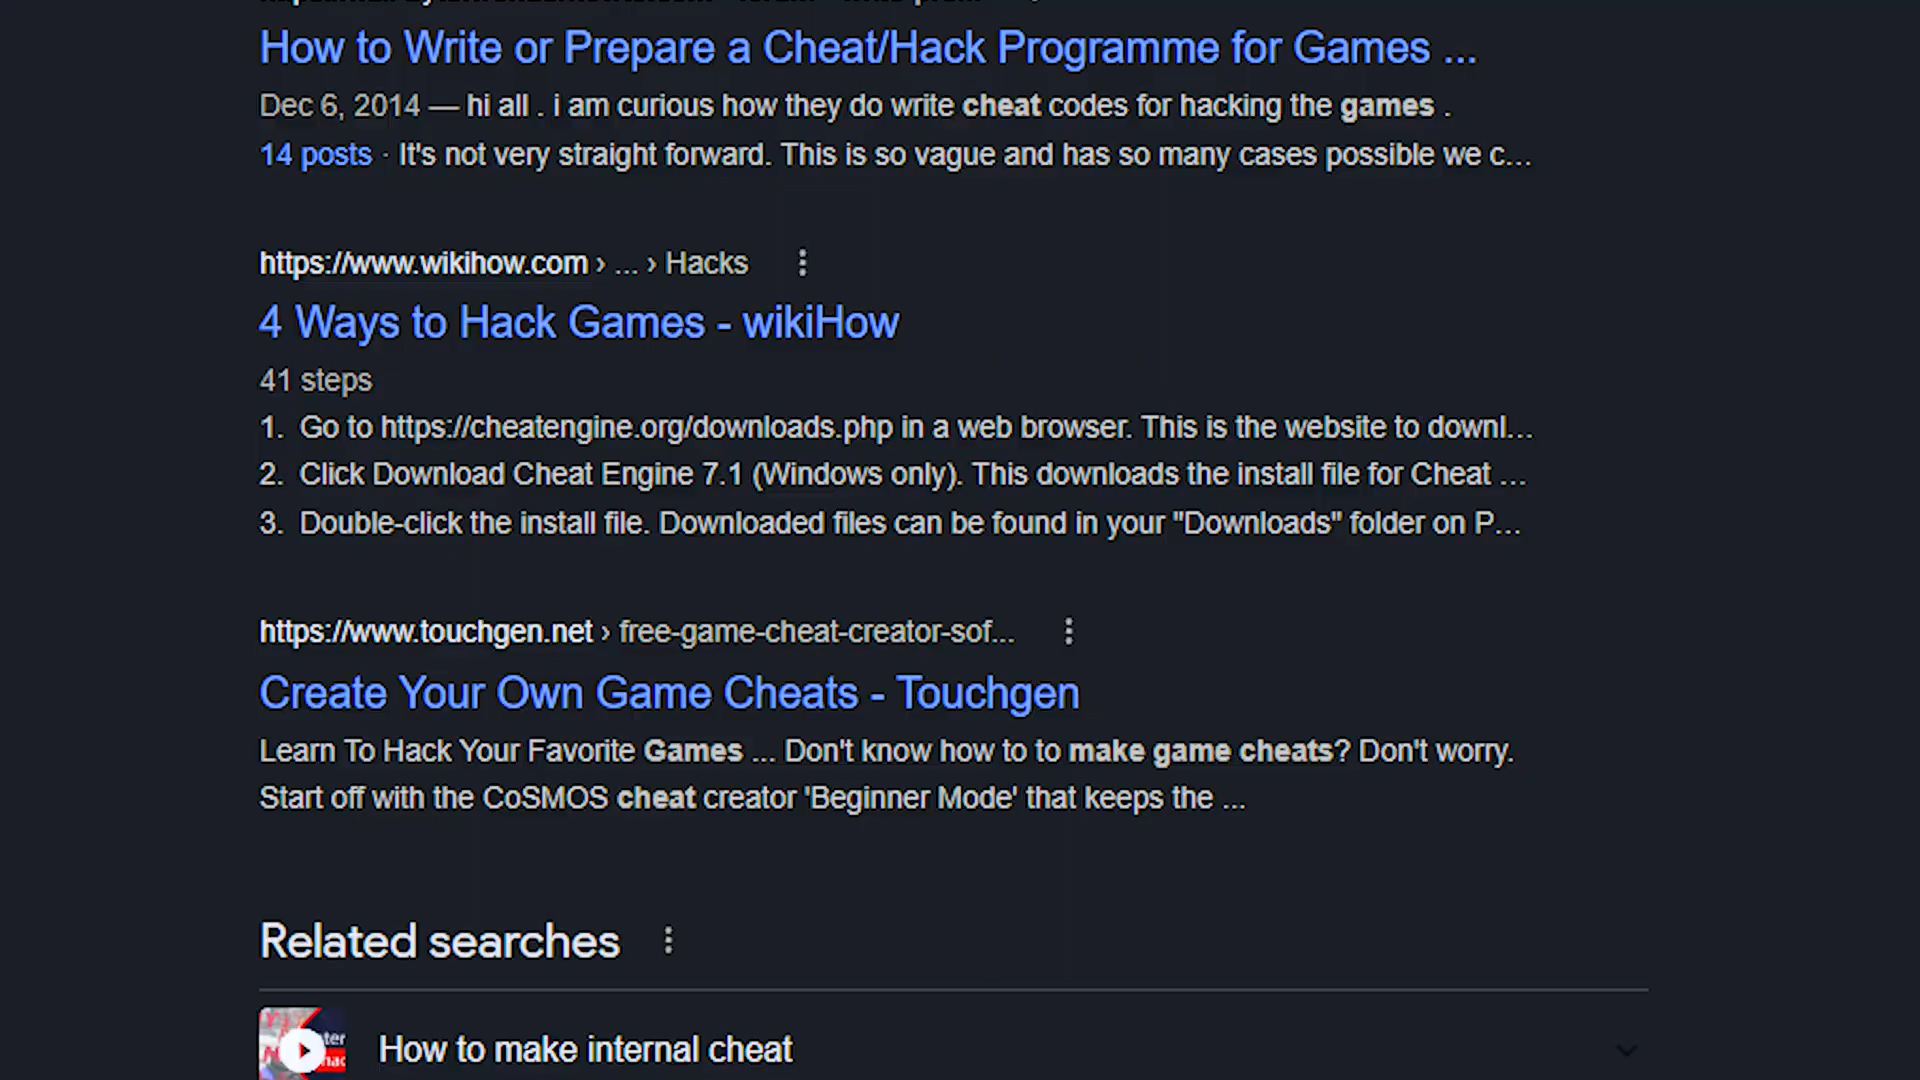 How to Write or Prepare a Cheat/Hack Programme for Games ...
Dec 6, 2014 — hi all . i am curious how they do write cheat codes for hacking the games .
14 posts · It's not very straight forward. This is so vague and has so many cases possible we c...
https://www.wikihow.com › ... › Hacks
4 Ways to Hack Games - wikiHow
41 steps
1. Go to https://cheatengine.org/downloads.php in a web browser. This is the website to downl...
2. Click Download Cheat Engine 7.1 (Windows only). This downloads the install file for Cheat ...
3. Double-click the install file. Downloaded files can be found in your "Downloads" folder on P...
https://www.touchgen.net › free-game-cheat-creator-sof...
Create Your Own Game Cheats - Touchgen
Learn To Hack Your Favorite Games ... Don't know how to to make game cheats? Don't worry.
Start off with the CoSMOS cheat creator 'Beginner Mode' that keeps the ...
Related searches
How to make internal cheat